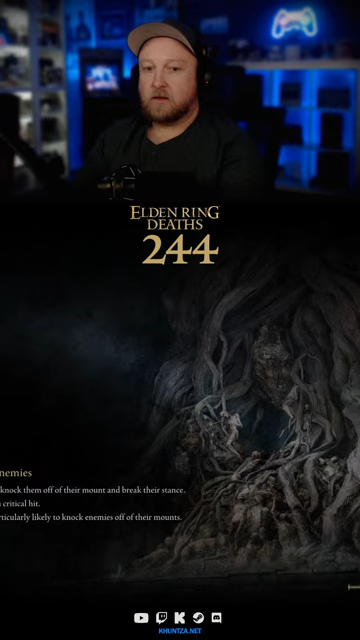 ELDEN RING
DEATHS
244
nemies
knock them off of their mount and break their stance.
critical hit.
rticularly likely to knock enemies off of their mounts.
KHUNTZA.NET